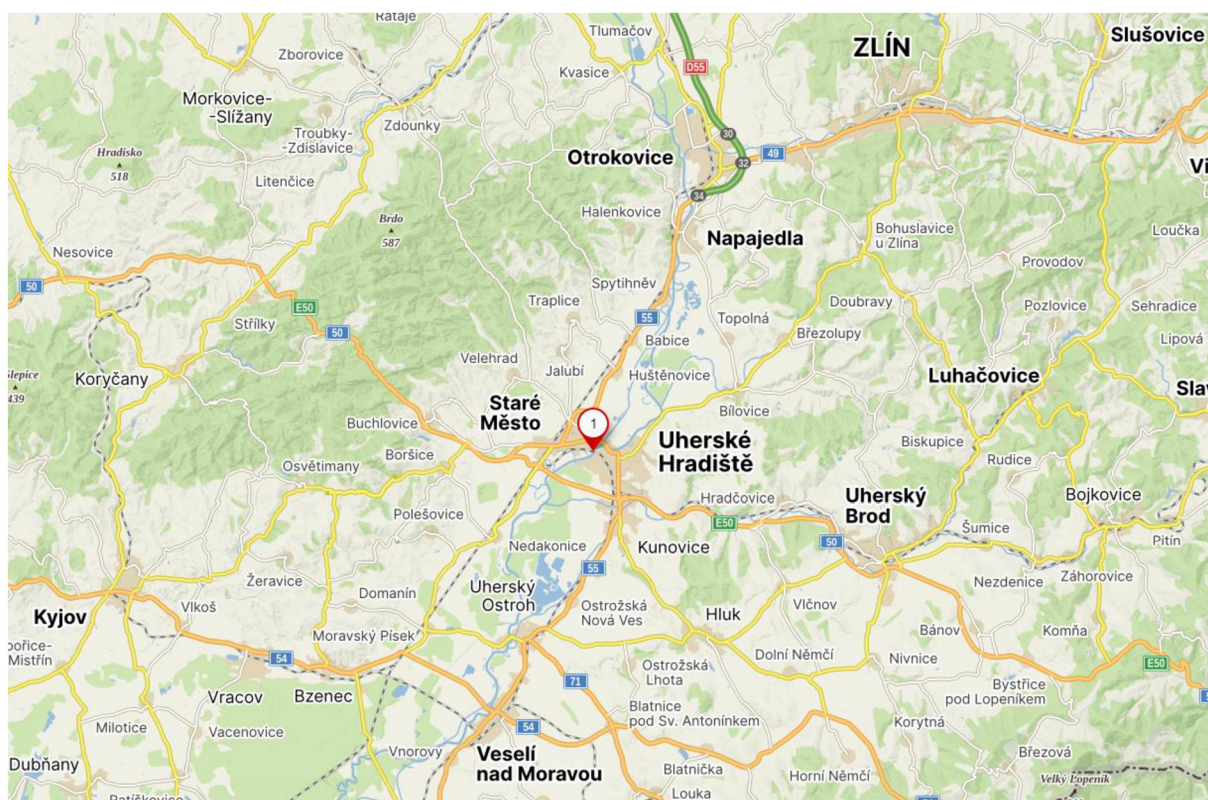 Rataje
Tlumačov
Slušovice
ZLÍN
Zborovice
D55
Kvasice
Morkovice-
-Slížany
Zdounky
Troubky-
-Zdislavice
30
49
Hradisko
518
Otrokovice
32
Litenčice
34
Halenkovice
Brdo
587
Napajedla
Bohuslavice
u Zlína
Loučka
Nesovice
Provodov
50
Spytihněv
E50
Traplice
Doubravy
Pozlovice
Sehradice
Střílky
50
55
Topolná
Březolupy
Babice
Lipová
Velehrad
Jalubí
Huštěnovice
Luhačovice
Koryčany
439
Staré
Město
Bílovice
Buchlovice
1
Uherské
Hradiště
Biskupice
Boršice
Osvětimany
Rudice
Hradčovice
Uherský
Brod
Bojkovice
Polešovice
E50
Šumice
Nedakonice
Kunovice
50
Pitín
55
Žeravice
Domanín
Uherský
Ostroh
Nezdenice
Záhorovice
Kyjov
Vlkoš
Ostrožská
Nová Ves
Hluk
Vlčnov
Moravský Písek
Bánov
Komňa
Mistřín
54
Dolní Němčí
Nivnice
E50
Ostrožská
Lhota
71
Bystřice
pod Lopeníkem
Vracov
Bzenec
Blatnice
pod Sv. Antonínkem
Milotice
Vacenovice
54
Korytná
Vnorovy
Veselí
nad Moravou
Březová
Dubňany
Blatnička
Horní Němčí
Velký Lopeník
Louka
Ratíškovice